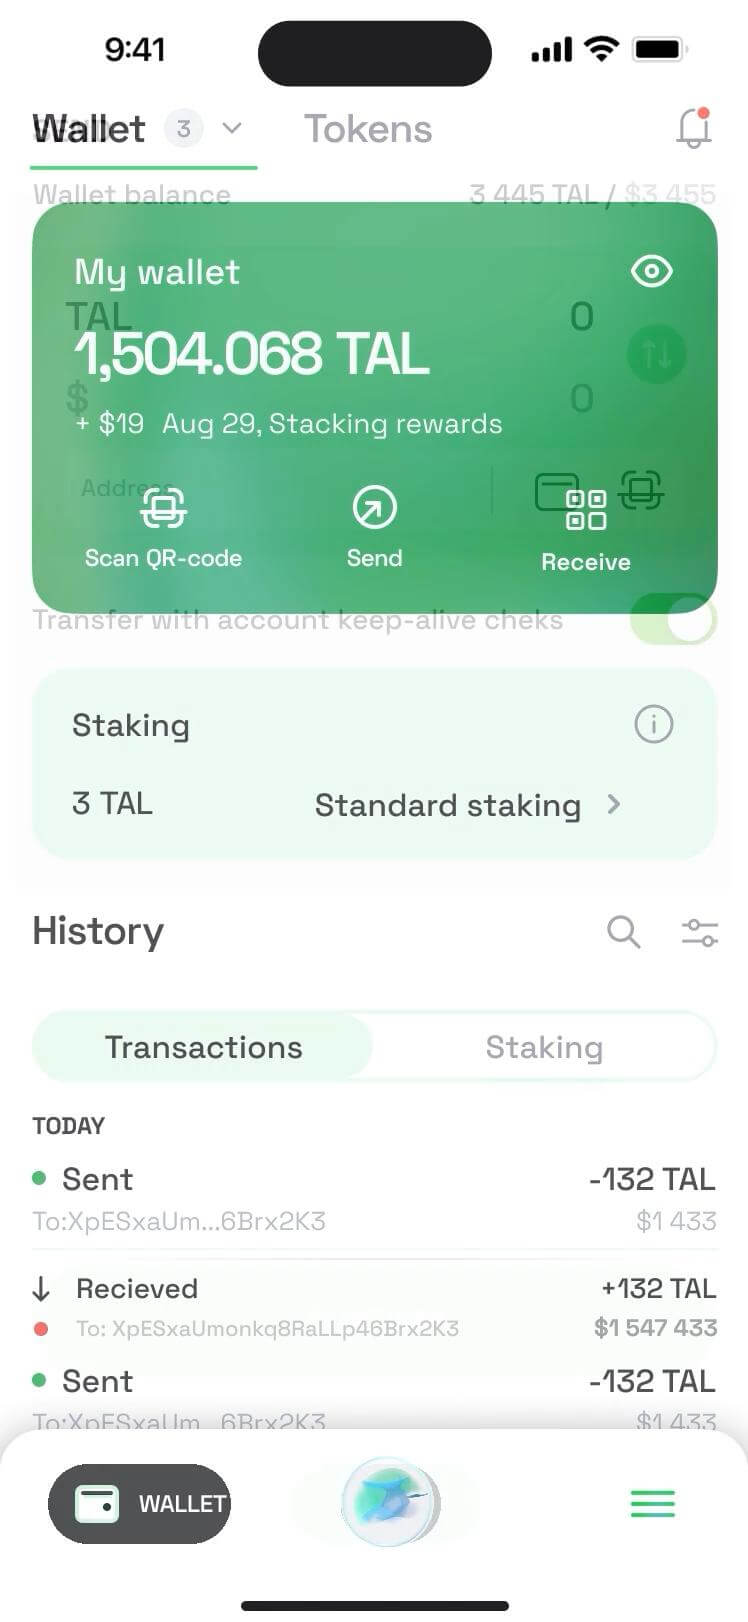 9:41
Wallet 3 Tokens
Wallet balance 3 445 TAL / $3 455
My wallet
TAL 0
1,504.068 TAL
$ 0
+ $19 Aug 29, Stacking rewards
Address
Scan QR-code Send Receive
Transfer with account keep-alive cheks
Staking
3 TAL Standard staking
History
Transactions Staking
TODAY
Sent -132 TAL
To:XpESxaUm...6Brx2K3 $1 433
Recieved +132 TAL
To: XpESxaUmonkq8RaLLp46Brx2K3 $1 547 433
Sent -132 TAL
To:XpESxaUm...6Brx2K3 $1 433
WALLET